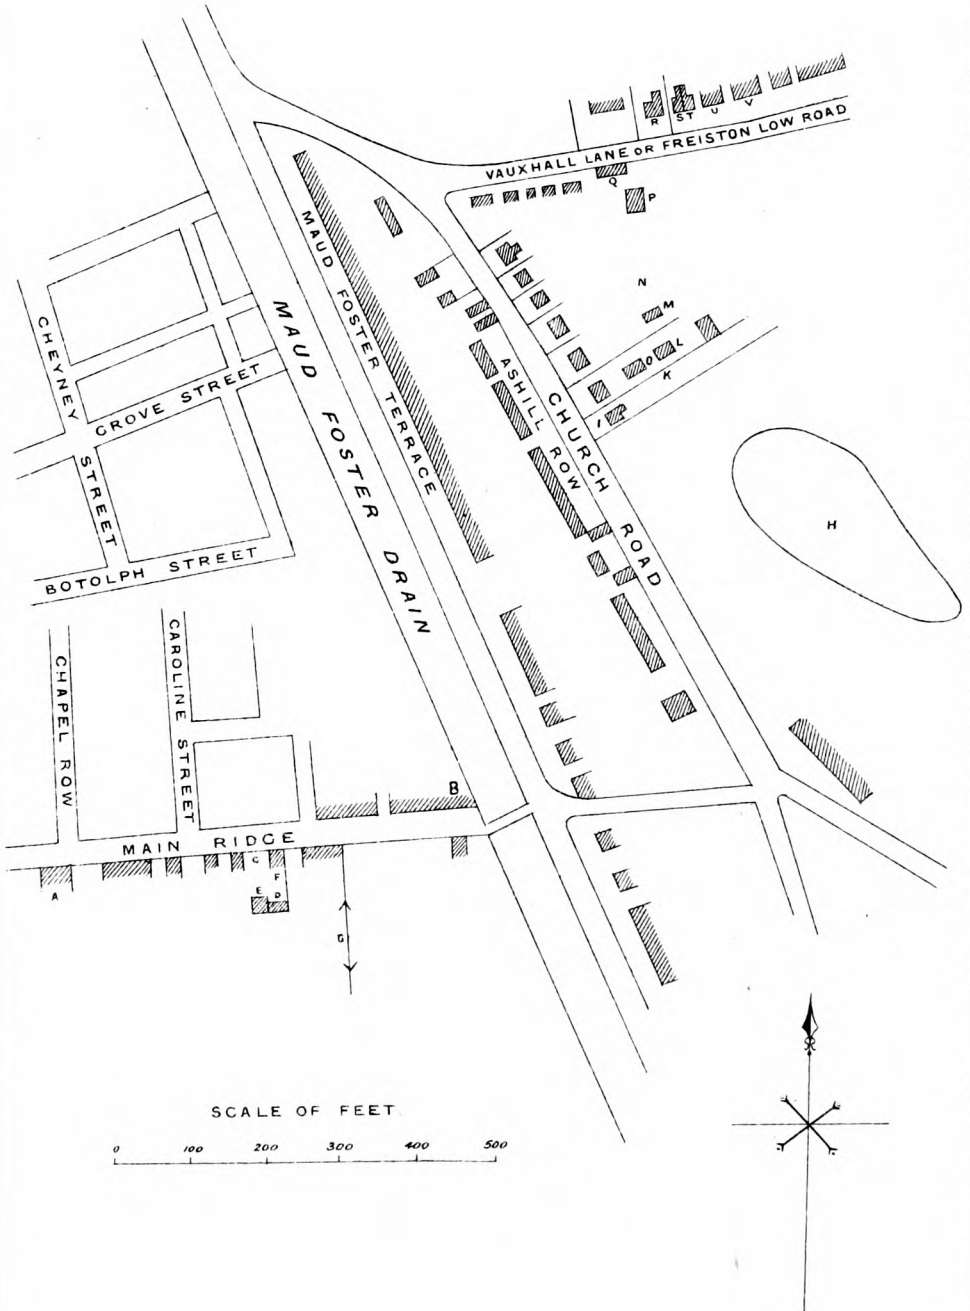 VAUXHALL LANE OR FREISTON LOW ROAD
R
S T
U
V
Q
P
MAUD FOSTER TERRACE
MAUD FOSTER DRAIN
CHEYNEY STREET
GROVE STREET
BOTOLPH STREET
N
M
L
O
K
I
ASHILL ROW
CHURCH ROAD
H
CHAPEL ROW
CAROLINE STREET
B
MAIN RIDGE
A
C
F
E
D
G
SCALE OF FEET.
0 100 200 300 400 500